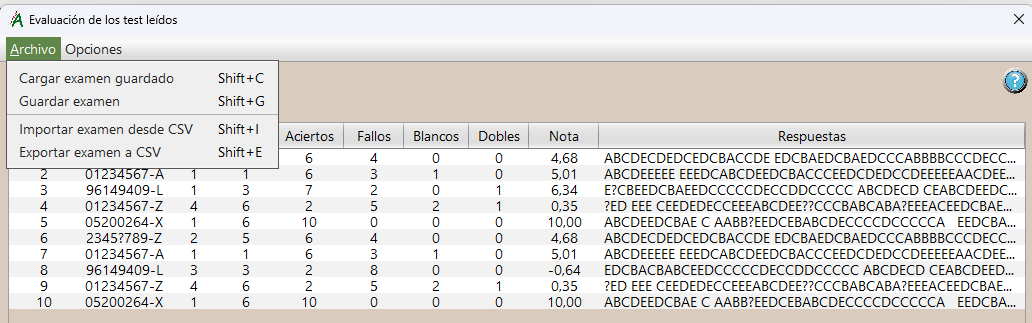 Evaluación de los test leídos
Archivo Opciones
Cargar examen guardado Shift+C
Guardar examen Shift+G
Importar examen desde CSV Shift+I
Exportar examen a CSV Shift+E
?
Aciertos Fallos Blancos Dobles Nota Respuestas
6 4 0 0 4,68 ABCDECDEDCEDCBACCDE EDCBAEDCBAEDCCCABBBBCCCDECC...
2 01234567-A 1 1 6 3 1 0 5,01 ABCDEEEEE EEEDCABCDEEDCBACCCEEDCDEDCCDEEEEEAACDEE...
3 96149409-L 1 3 7 2 0 1 6,34 E?CBEEDCBAEEDCCCCCDECCDDCCCCC ABCDECD CEABCDEEDC...
4 01234567-Z 4 6 2 5 2 1 0,35 ?ED EEE CEEDEDECCEEEABCDEE??CCCBABCABA?EEEACEEDCBAE...
5 05200264-X 1 6 10 0 0 0 10,00 ABCDEEDCBAE C AABB?EEDCEBABCDECCCCDCCCCCA EEDCBA...
6 2345?789-Z 2 5 6 4 0 0 4,68 ABCDECDEDCEDCBACCDE EDCBAEDCBAEDCCCABBBBCCCDECC...
7 01234567-A 1 1 6 3 1 0 5,01 ABCDEEEEE EEEDCABCDEEDCBACCCEEDCDEDCCDEEEEEAACDEE...
8 96149409-L 3 3 2 8 0 0 -0,64 EDCBACBABCEEDCCCCCDECCDDCCCCC ABCDECD CEABCDEED...
9 01234567-Z 4 6 2 5 2 1 0,35 ?ED EEE CEEDEDECCEEEABCDEE??CCCBABCABA?EEEACEEDCBAE...
10 05200264-X 1 6 10 0 0 0 10,00 ABCDEEDCBAE C AABB?EEDCEBABCDECCCCDCCCCCA EEDCBA...